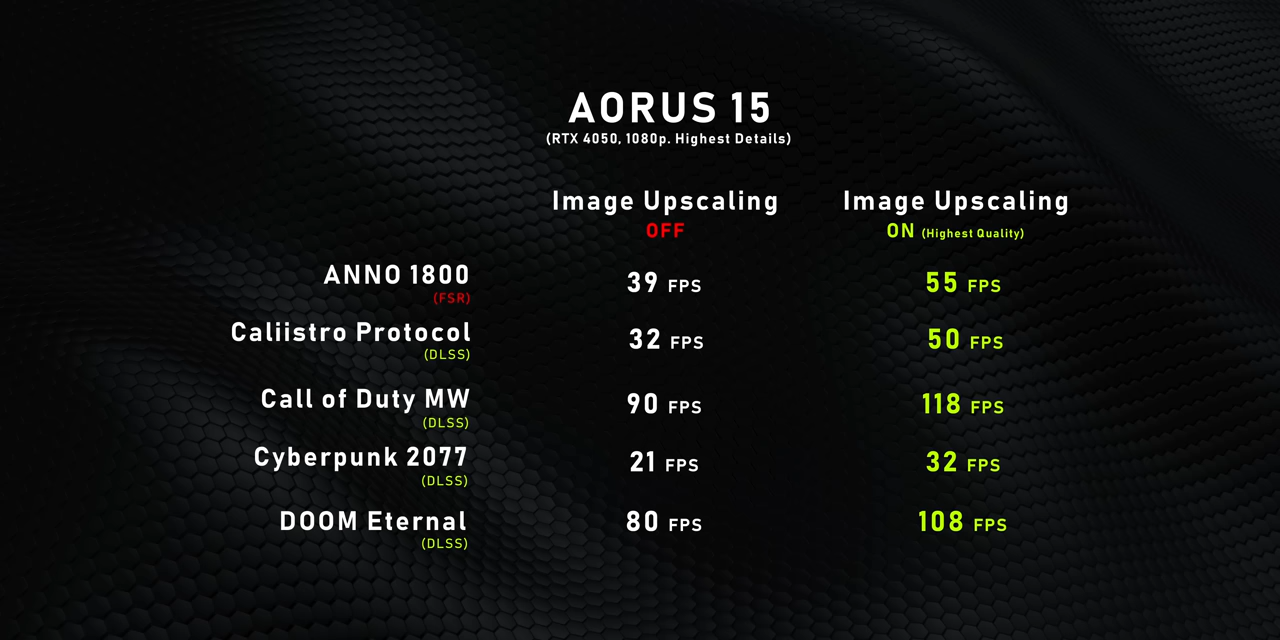 AORUS 15
(RTX 4050, 1080p. Highest Details)
Image Upscaling Image Upscaling
OFF ON (Highest Quality)
ANNO 1800 39 FPS 55 FPS
(FSR)
Caliistro Protocol 32 FPS 50 FPS
(DLSS)
Call of Duty MW 90 FPS 118 FPS
(DLSS)
Cyberpunk 2077 21 FPS 32 FPS
(DLSS)
DOOM Eternal 80 FPS 108 FPS
(DLSS)